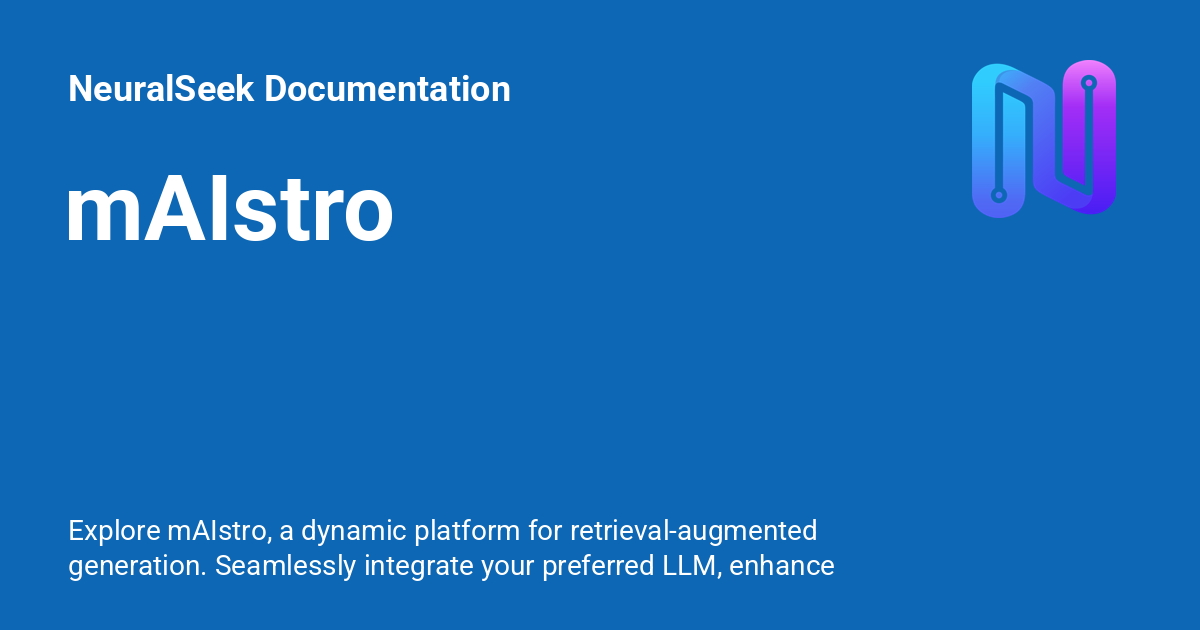 NeuralSeek Documentation
mAIstro
Explore mAIstro, a dynamic platform for retrieval-augmented
generation. Seamlessly integrate your preferred LLM, enhance